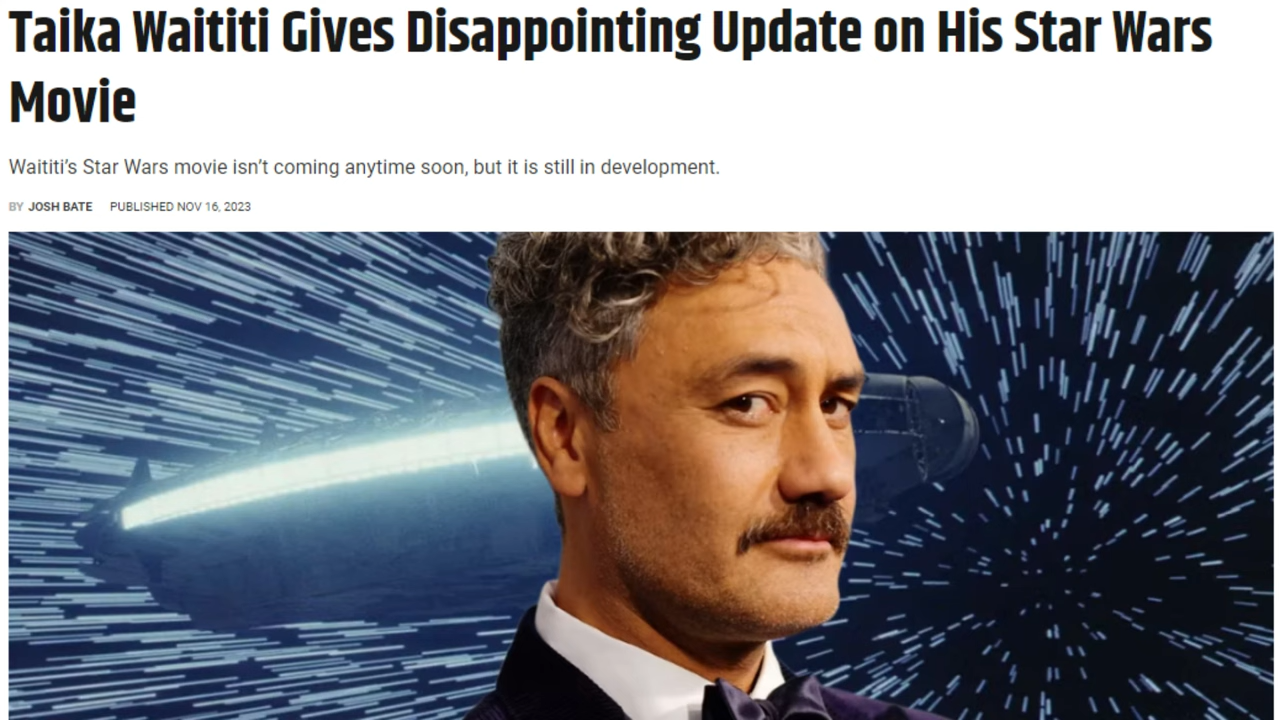 Taika Waititi Gives Disappointing Update on His Star Wars
Movie
Waititi’s Star Wars movie isn’t coming anytime soon, but it is still in development.
BY JOSH BATE PUBLISHED NOV 16, 2023